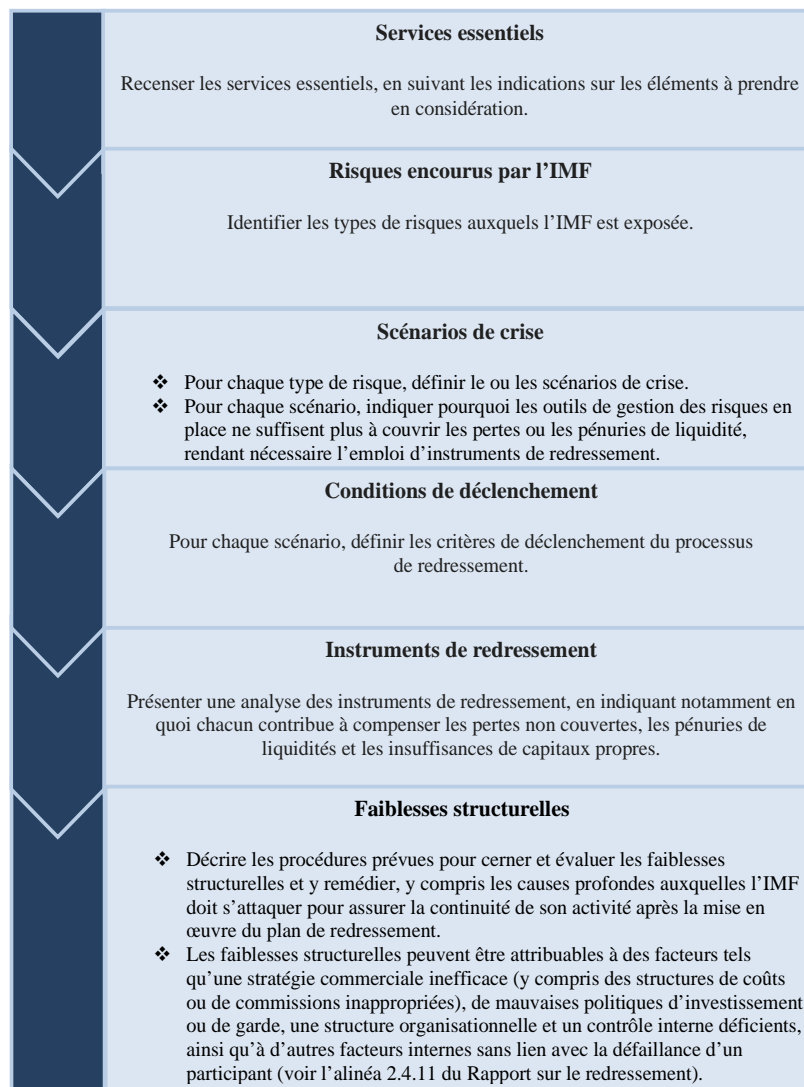 Services essentiels
Recenser les services essentiels, en suivant les indications sur les éléments à prendre
en considération.
Risques encourus par l’IMF
Identifier les types de risques auxquels l’IMF est exposée.
Scénarios de crise
❖ Pour chaque type de risque, définir le ou les scénarios de crise.
❖ Pour chaque scénario, indiquer pourquoi les outils de gestion des risques en
place ne suffisent plus à couvrir les pertes ou les pénuries de liquidité,
rendant nécessaire l’emploi d’instruments de redressement.
Conditions de déclenchement
Pour chaque scénario, définir les critères de déclenchement du processus
de redressement.
Instruments de redressement
Présenter une analyse des instruments de redressement, en indiquant notamment en
quoi chacun contribue à compenser les pertes non couvertes, les pénuries de
liquidités et les insuffisances de capitaux propres.
Faiblesses structurelles
❖ Décrire les procédures prévues pour cerner et évaluer les faiblesses
structurelles et y remédier, y compris les causes profondes auxquelles l’IMF
doit s’attaquer pour assurer la continuité de son activité après la mise en
œuvre du plan de redressement.
❖ Les faiblesses structurelles peuvent être attribuables à des facteurs tels
qu’une stratégie commerciale inefficace (y compris des structures de coûts
ou de commissions inappropriées), de mauvaises politiques d’investissement
ou de garde, une structure organisationnelle et un contrôle interne déficients,
ainsi qu’à d’autres facteurs internes sans lien avec la défaillance d’un
participant (voir l’alinéa 2.4.11 du Rapport sur le redressement).